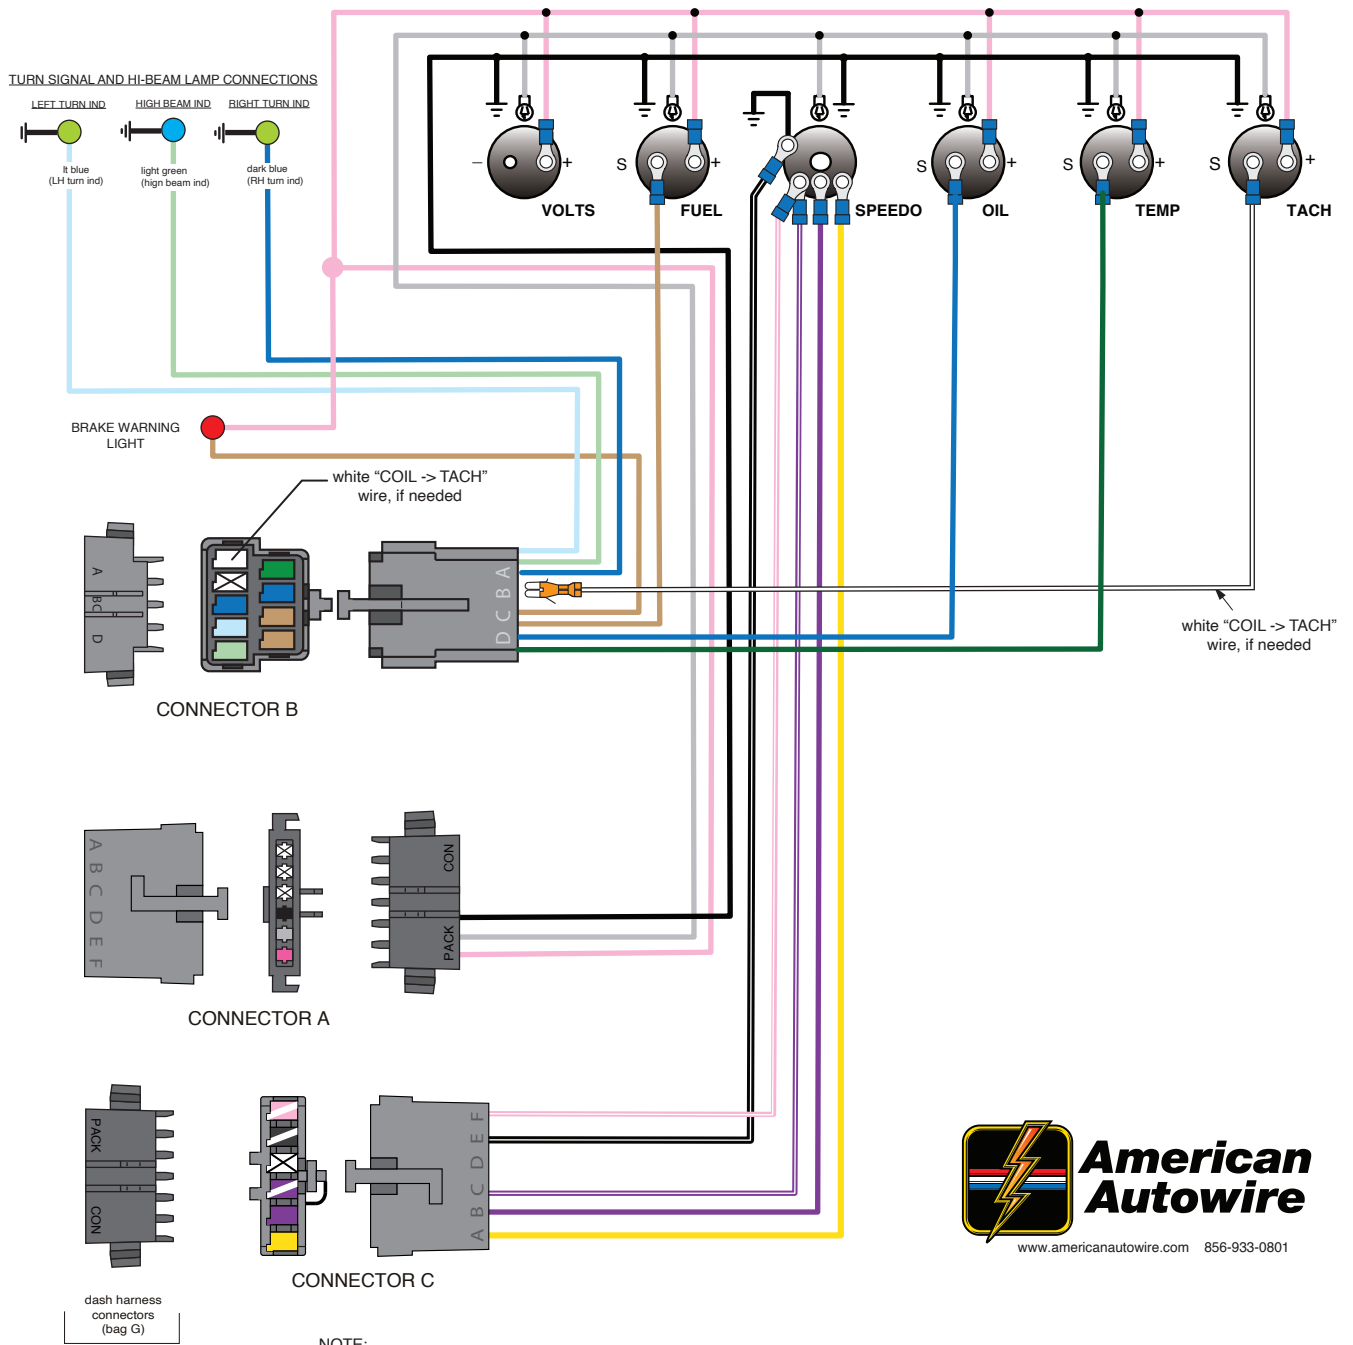 TURN SIGNAL AND HI-BEAM LAMP CONNECTIONS
LEFT TURN IND
HIGH BEAM IND
RIGHT TURN IND
lt blue
(LH turn ind)
light green
(hign beam ind)
dark blue
(RH turn ind)
– +
VOLTS
S +
FUEL
SPEEDO
S +
OIL
S +
TEMP
S +
TACH
BRAKE WARNING
LIGHT
white “COIL -> TACH”
wire, if needed
A
BC
D
D C B A
white “COIL -> TACH”
wire, if needed
CONNECTOR B
A B C D E F
CON
PACK
CONNECTOR A
PACK
CON
A B C D E F
CONNECTOR C
American
Autowire
www.americanautowire.com 856-933-0801
dash harness
connectors
(bag G)
NOTE: